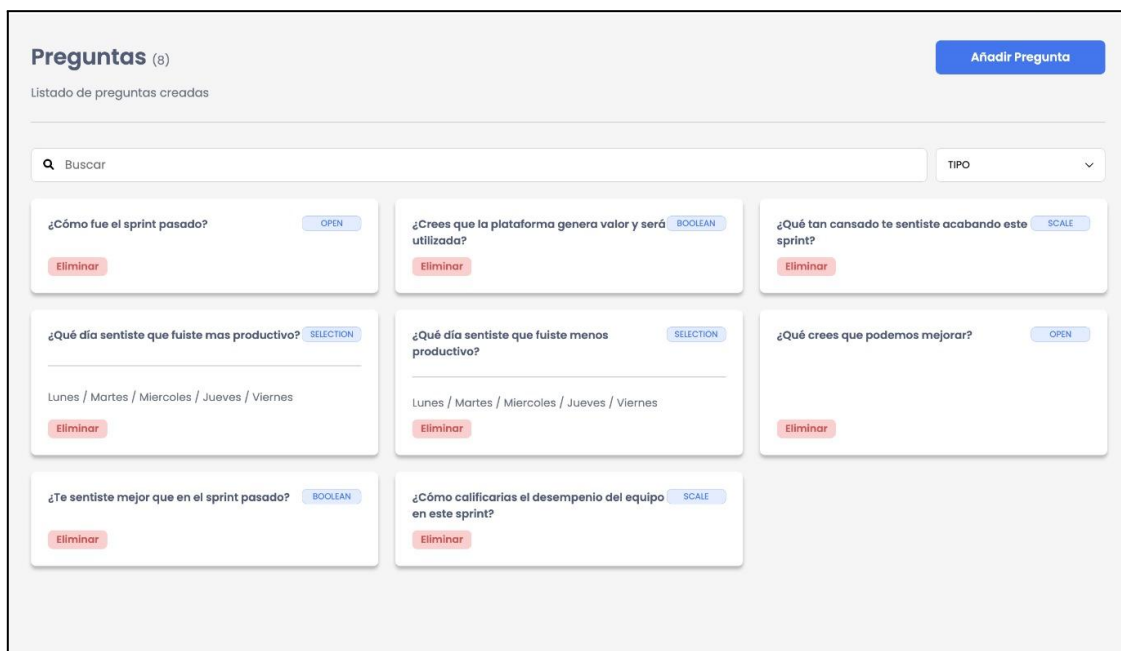 Preguntas (8)
Añadir Pregunta
Listado de preguntas creadas
Buscar
TIPO
¿Cómo fue el sprint pasado?
OPEN
Eliminar
¿Crees que la plataforma genera valor y será
utilizada?
BOOLEAN
Eliminar
¿Qué tan cansado te sentiste acabando este
sprint?
SCALE
Eliminar
¿Qué día sentiste que fuiste mas productivo?
SELECTION
Lunes / Martes / Miercoles / Jueves / Viernes
Eliminar
¿Qué día sentiste que fuiste menos
productivo?
SELECTION
Lunes / Martes / Miercoles / Jueves / Viernes
Eliminar
¿Qué crees que podemos mejorar?
OPEN
Eliminar
¿Te sentiste mejor que en el sprint pasado?
BOOLEAN
Eliminar
¿Cómo calificarias el desempenio del equipo
en este sprint?
SCALE
Eliminar